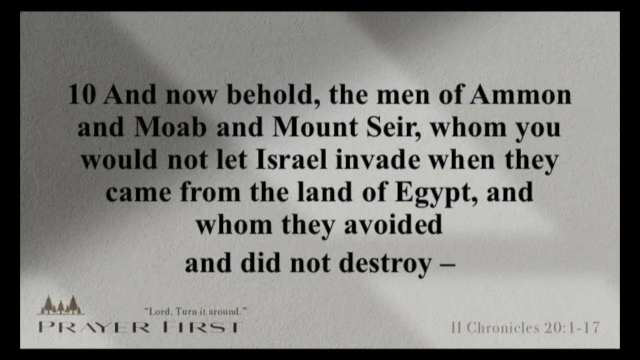 10 And now behold, the men of Ammon
and Moab and Mount Seir, whom you
would not let Israel invade when they
came from the land of Egypt, and
whom they avoided
and did not destroy –
"Lord, Turn it around."
PRAYER FIRST
II Chronicles 20:1-17